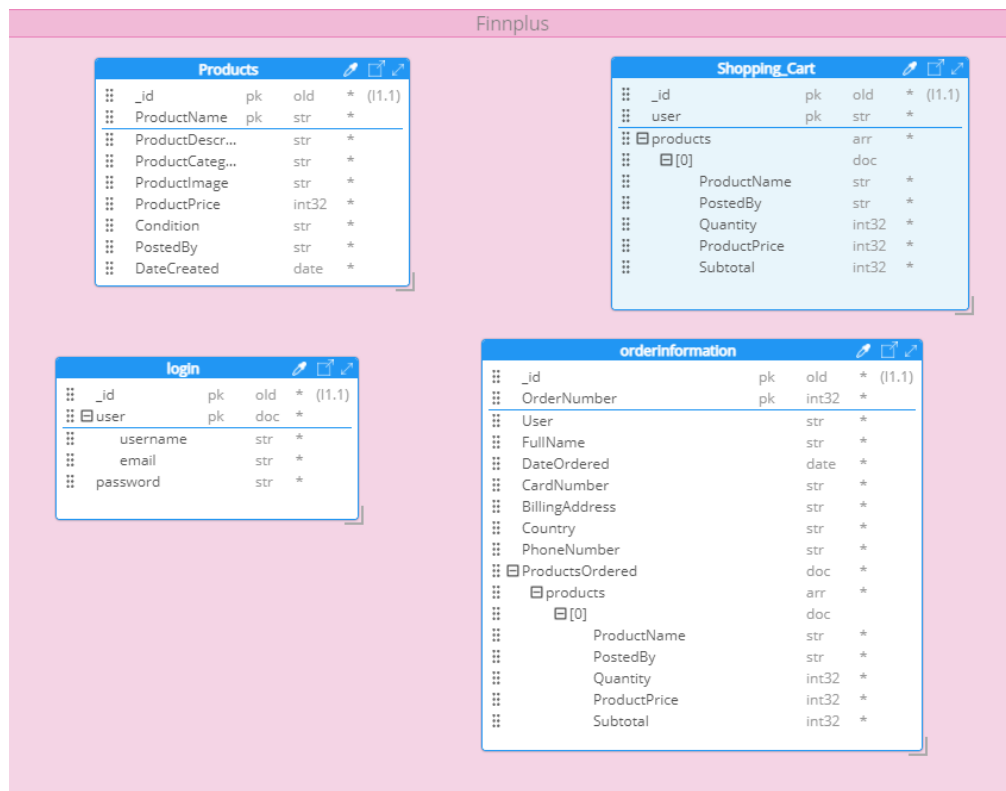 Finnplus
Products
_id pk old * (I1.1)
ProductName pk str *
ProductDescr... str *
ProductCateg... str *
ProductImage str *
ProductPrice int32 *
Condition str *
PostedBy str *
DateCreated date *
Shopping_Cart
_id pk old * (I1.1)
user pk str *
products arr *
[0] doc
ProductName str *
PostedBy str *
Quantity int32 *
ProductPrice int32 *
Subtotal int32 *
login
_id pk old * (I1.1)
user pk doc *
username str *
email str *
password str *
orderinformation
_id pk old * (I1.1)
OrderNumber pk int32 *
User str *
FullName str *
DateOrdered date *
CardNumber str *
BillingAddress str *
Country str *
PhoneNumber str *
ProductsOrdered doc *
products arr *
[0] doc
ProductName str *
PostedBy str *
Quantity int32 *
ProductPrice int32 *
Subtotal int32 *